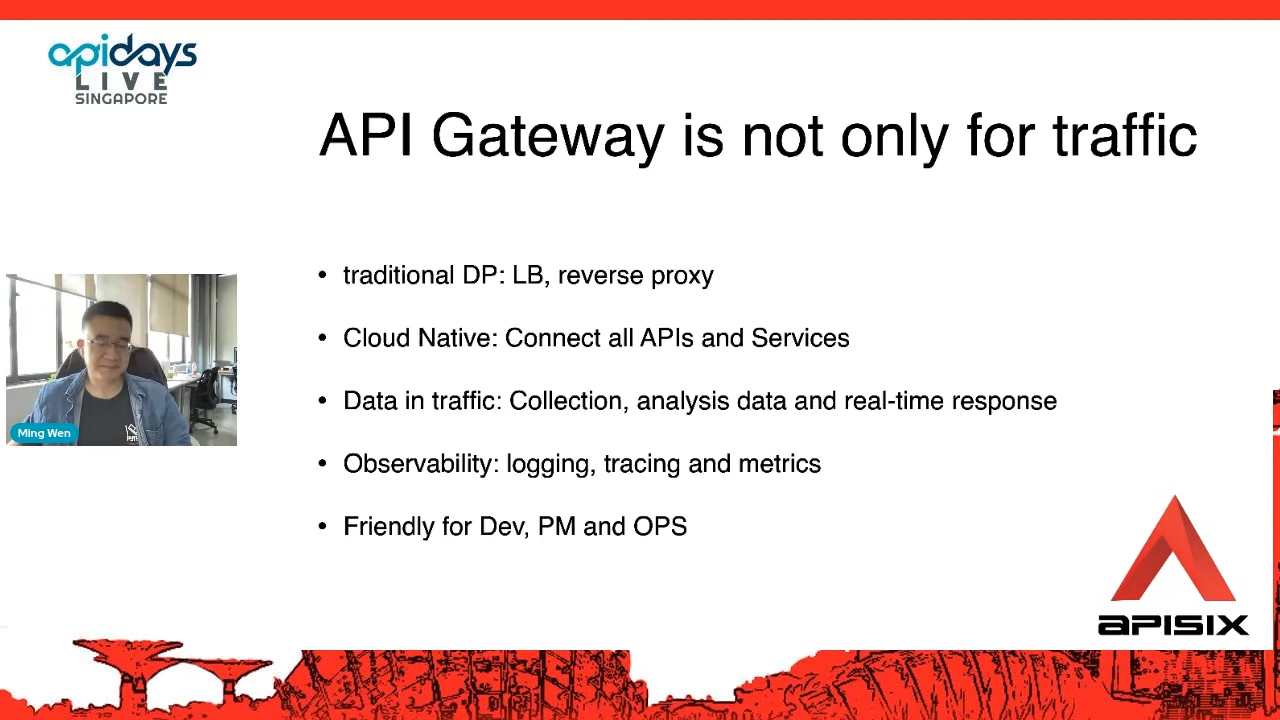 apidays
LIVE
SINGAPORE
API Gateway is not only for traffic
• traditional DP: LB, reverse proxy
• Cloud Native: Connect all APIs and Services
• Data in traffic: Collection, analysis data and real-time response
• Observability: logging, tracing and metrics
• Friendly for Dev, PM and OPS
Ming Wen
APISIX